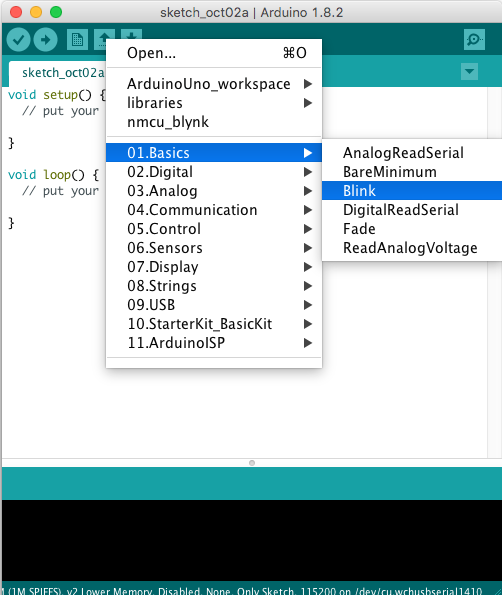 sketch_oct02a | Arduino 1.8.2
Open... ⌘O
sketch_oct02a
ArduinoUno_workspace
libraries
nmcu_blynk
void setup() {
// put your
}
void loop() {
// put your
}
01.Basics
02.Digital
03.Analog
04.Communication
05.Control
06.Sensors
07.Display
08.Strings
09.USB
10.StarterKit_BasicKit
11.ArduinoISP
AnalogReadSerial
BareMinimum
Blink
DigitalReadSerial
Fade
ReadAnalogVoltage
(1M SPIFFS), v2 Lower Memory, Disabled, None, Only Sketch, 115200 on /dev/cu.wchusbserial1410